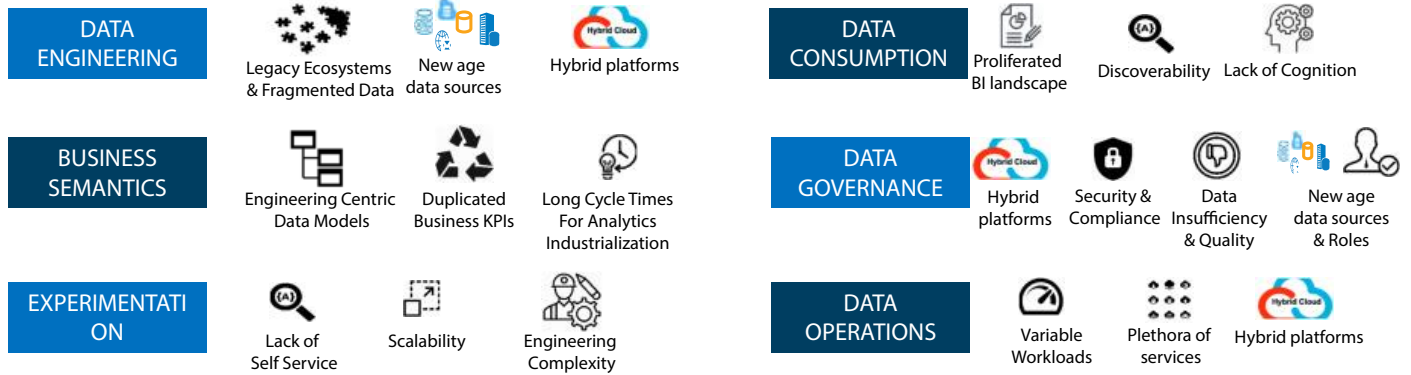 DATA
ENGINEERING
Legacy Ecosystems
& Fragmented Data
New age
data sources
Hybrid Cloud
Hybrid platforms
DATA
CONSUMPTION
Proliferated
BI landscape
{A}
Discoverability
Lack of Cognition
BUSINESS
SEMANTICS
Engineering Centric
Data Models
Duplicated
Business KPIs
Long Cycle Times
For Analytics
Industrialization
DATA
GOVERNANCE
Hybrid Cloud
Hybrid
platforms
Security &
Compliance
Data
Insufficiency
& Quality
New age
data sources
& Roles
EXPERIMENTATI
ON
{A}
Lack of
Self Service
Scalability
Engineering
Complexity
DATA
OPERATIONS
Variable
Workloads
Plethora of
services
Hybrid Cloud
Hybrid platforms